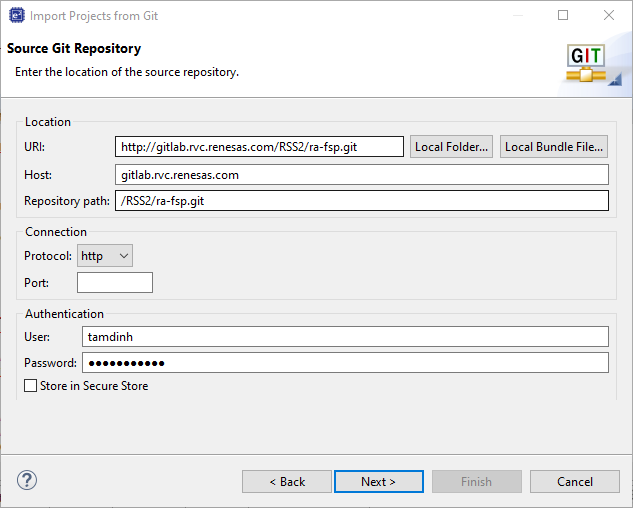 e²
Import Projects from Git
Source Git Repository
Enter the location of the source repository.
GIT
Location
URI: http://gitlab.rvc.renesas.com/RSS2/ra-fsp.git Local Folder... Local Bundle File...
Host: gitlab.rvc.renesas.com
Repository path: /RSS2/ra-fsp.git
Connection
Protocol: http
Port:
Authentication
User: tamdinh
Password: ●●●●●●●●●●●
Store in Secure Store
? < Back Next > Finish Cancel